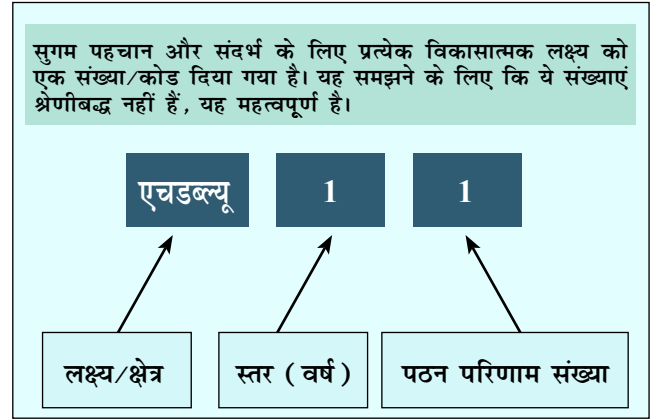 सुगम पहचान और संदर्भ के लिए प्रत्येक विकासात्मक लक्ष्य को
एक संख्या/कोड दिया गया है। यह समझने के लिए कि ये संख्याएं
श्रेणीबद्ध नहीं हैं, यह महत्वपूर्ण है।
एचडब्ल्यू 1 1
लक्ष्य/क्षेत्र स्तर (वर्ष) पठन परिणाम संख्या